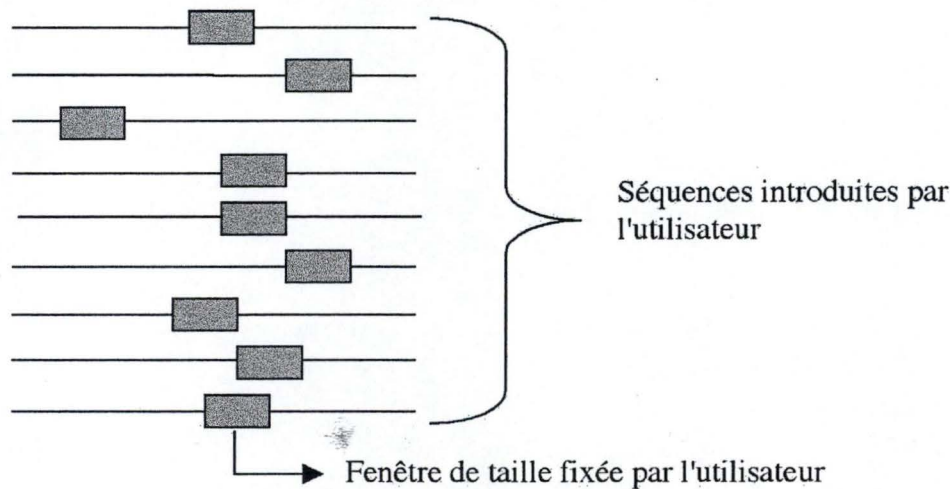 Séquences introduites par
l'utilisateur
Fenêtre de taille fixée par l'utilisateur